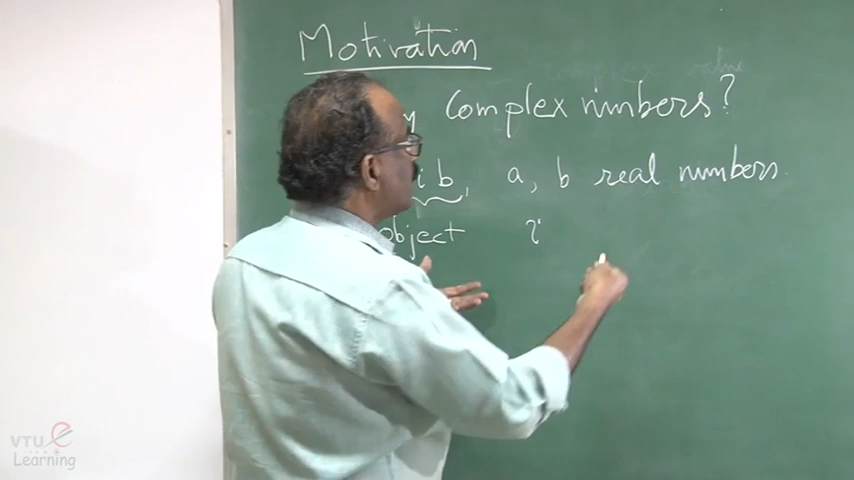 Motivation
Complex numbers?
i b, a, b real numbers.
object i
VTU e
Learning